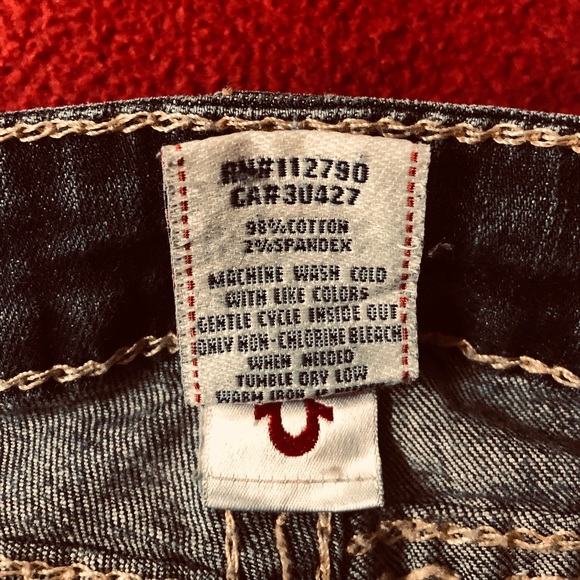 RN#112790
CA#30427
98%COTTON
2%SPANDEX
MACHINE WASH COLD
WITH LIKE COLORS
GENTLE CYCLE INSIDE OUT
ONLY NON-CHLORINE BLEACH
WHEN NEEDED
TUMBLE DRY LOW
WARM IRON